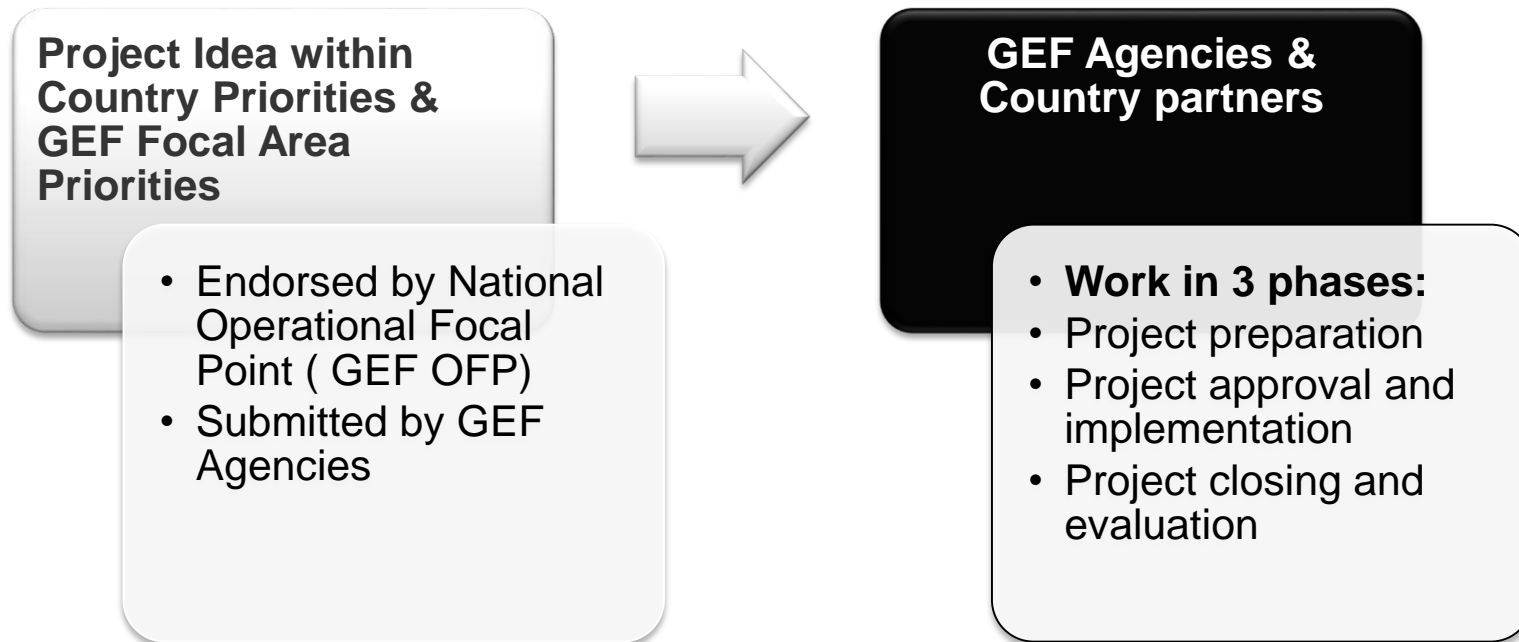 Project Idea within
Country Priorities &
GEF Focal Area
Priorities
• Endorsed by National
Operational Focal
Point ( GEF OFP)
• Submitted by GEF
Agencies
GEF Agencies &
Country partners
• Work in 3 phases:
• Project preparation
• Project approval and
implementation
• Project closing and
evaluation